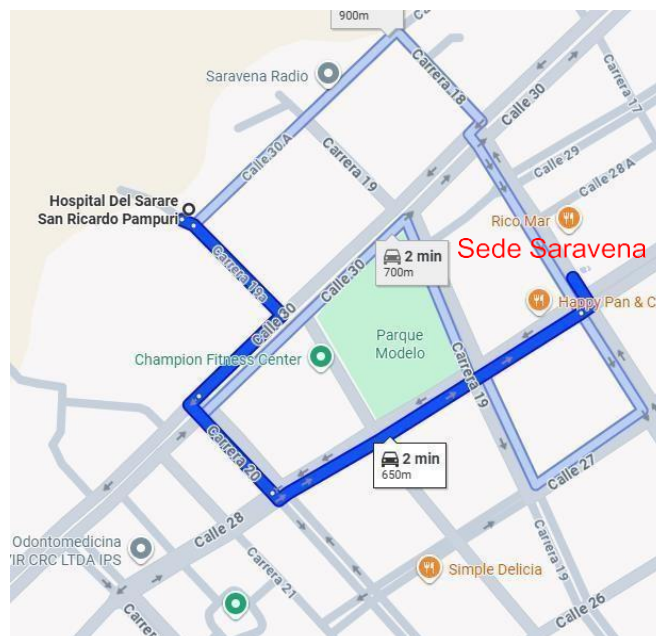 900m
Saravena Radio
Carrera 18
Carrera 17
Calle 30
Calle 30 A
Carrera 19
Calle 29
Calle 28 A
Hospital Del Sarare
San Ricardo Pampuri
Rico Mar
Sede Saravena
2 min
700m
Carrera 19a
Calle 30
Calle 30
Happy Pan & C
Parque
Modelo
Champion Fitness Center
Carrera 19
Carrera 20
2 min
650m
Calle 27
Calle 28
Odontomedicina
VIR CRC LTDA IPS
Simple Delicia
Carrera 19
Carrera 21
Calle 26
Carrer